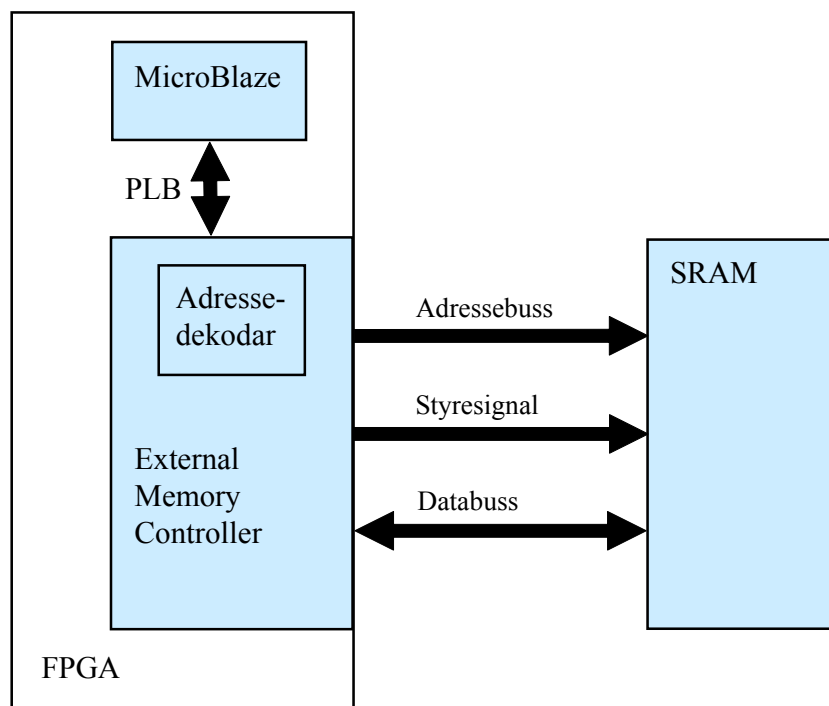 MicroBlaze
PLB
Adresse-
dekodar
External
Memory
Controller
FPGA
Adressebuss
Styresignal
Databuss
SRAM